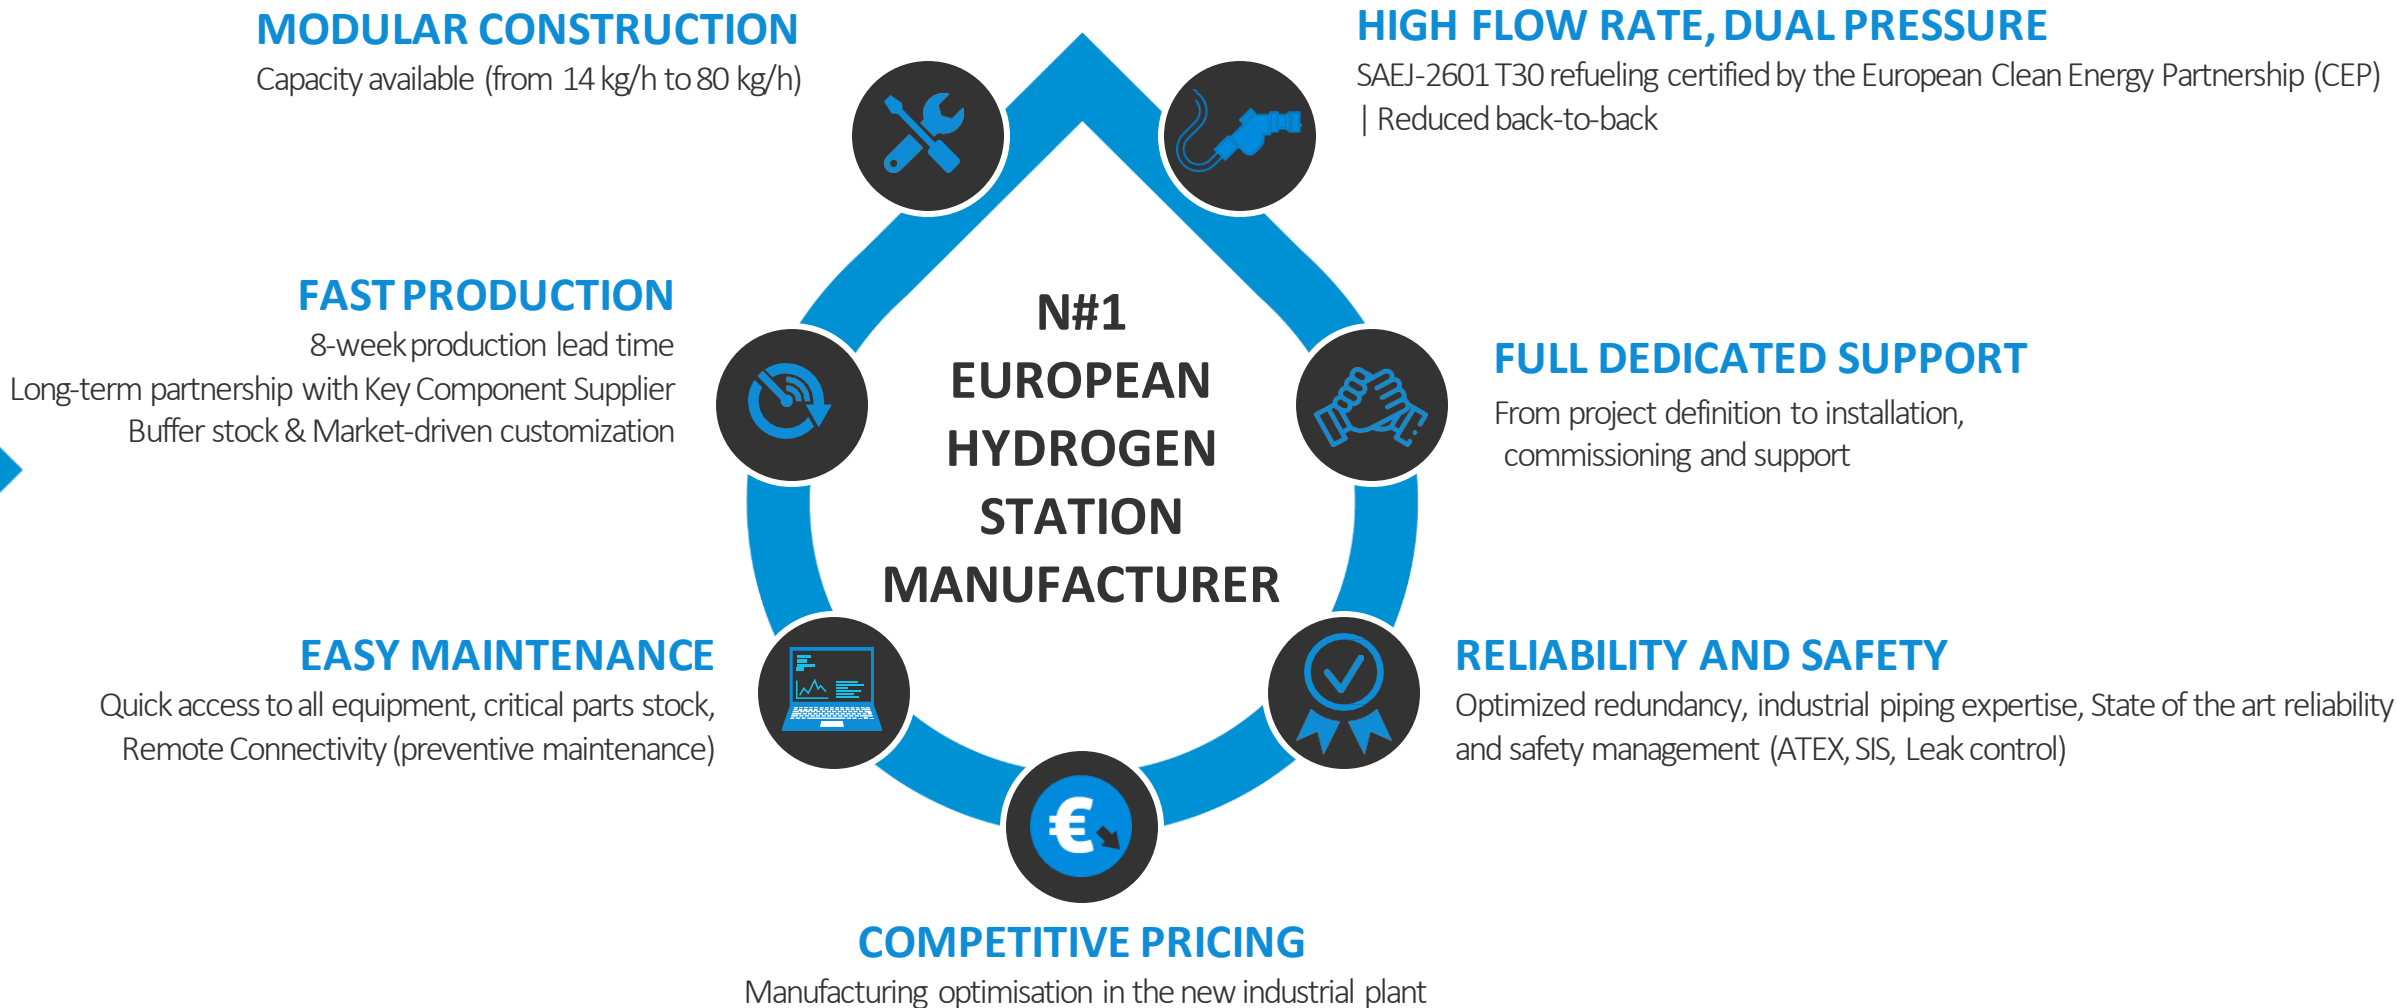 MODULAR CONSTRUCTION
Capacity available (from 14 kg/h to 80 kg/h)
HIGH FLOW RATE, DUAL PRESSURE
SAEJ-2601 T30 refueling certified by the European Clean Energy Partnership (CEP)
| Reduced back-to-back
FAST PRODUCTION
8-week production lead time
Long-term partnership with Key Component Supplier
Buffer stock & Market-driven customization
N#1
EUROPEAN
HYDROGEN
STATION
MANUFACTURER
FULL DEDICATED SUPPORT
From project definition to installation,
commissioning and support
EASY MAINTENANCE
Quick access to all equipment, critical parts stock,
Remote Connectivity (preventive maintenance)
RELIABILITY AND SAFETY
Optimized redundancy, industrial piping expertise, State of the art reliability
and safety management (ATEX, SIS, Leak control)
€
COMPETITIVE PRICING
Manufacturing optimisation in the new industrial plant